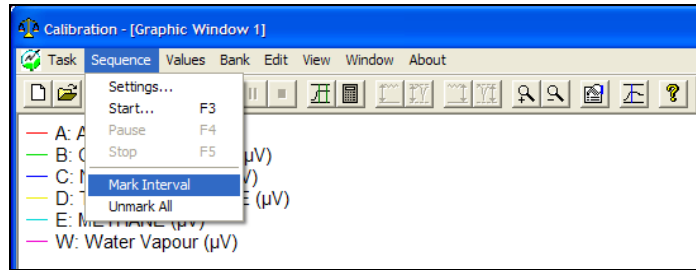 Calibration - [Graphic Window 1]
Task Sequence Values Bank Edit View Window About
Settings...
Start... F3
Pause F4
Stop F5
Mark Interval
Unmark All
A: A
B: C µV)
C: N V)
D: T E (µV)
E: METHANE (µV)
W: Water Vapour (µV)